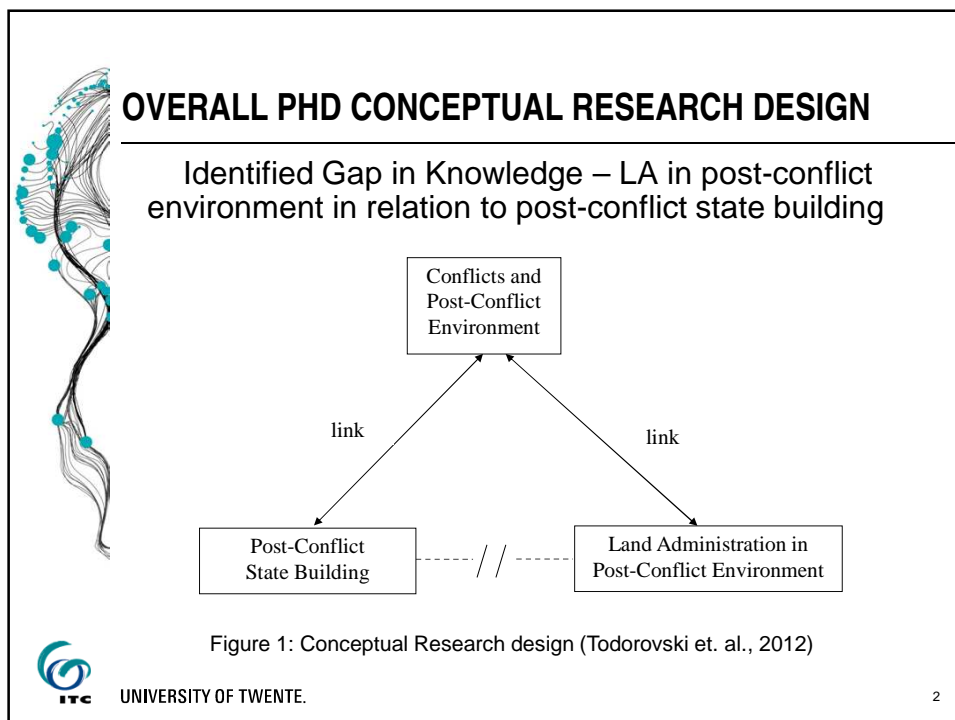 OVERALL PHD CONCEPTUAL RESEARCH DESIGN
Identified Gap in Knowledge – LA in post-conflict
environment in relation to post-conflict state building
Conflicts and
Post-Conflict
Environment
link
link
Post-Conflict
State Building
//
Land Administration in
Post-Conflict Environment
Figure 1: Conceptual Research design (Todorovski et. al., 2012)
ITC
UNIVERSITY OF TWENTE.
2